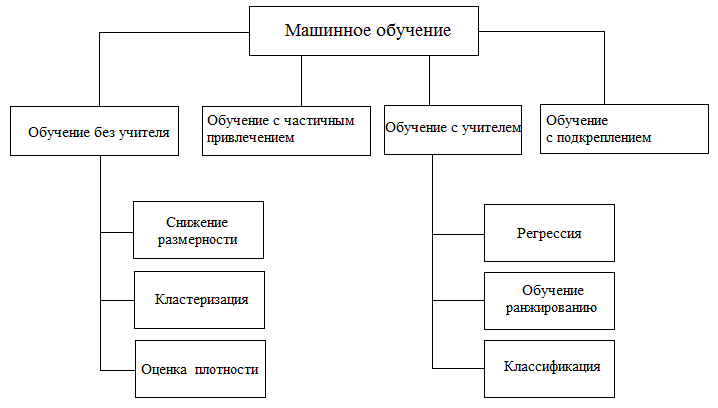 Машинное обучение
Обучение без учителя
Обучение с частичным
привлечением
Обучение с учителем
Обучение
с подкреплением
Снижение
размерности
Кластеризация
Оценка плотности
Регрессия
Обучение
ранжированию
Классификация